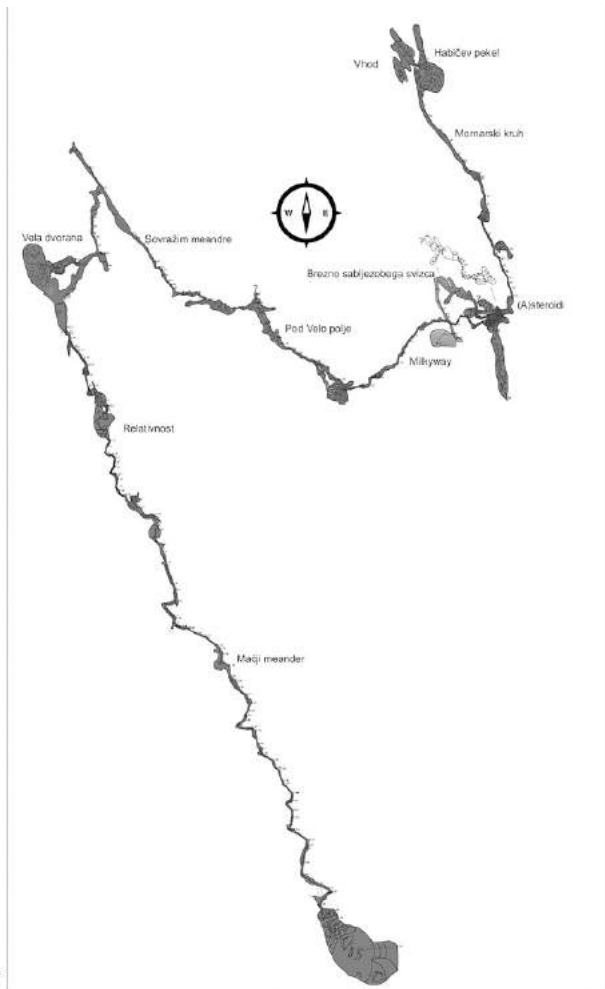 Habičev pekel
Vhod
Mornarski kruh
Vela dvorana
Sovražim meandre
W E
Brezno sabljezobega svizca
(A)steroidi
?
Pod Velo polje
Milkyway
Relativnost
Mačji meander